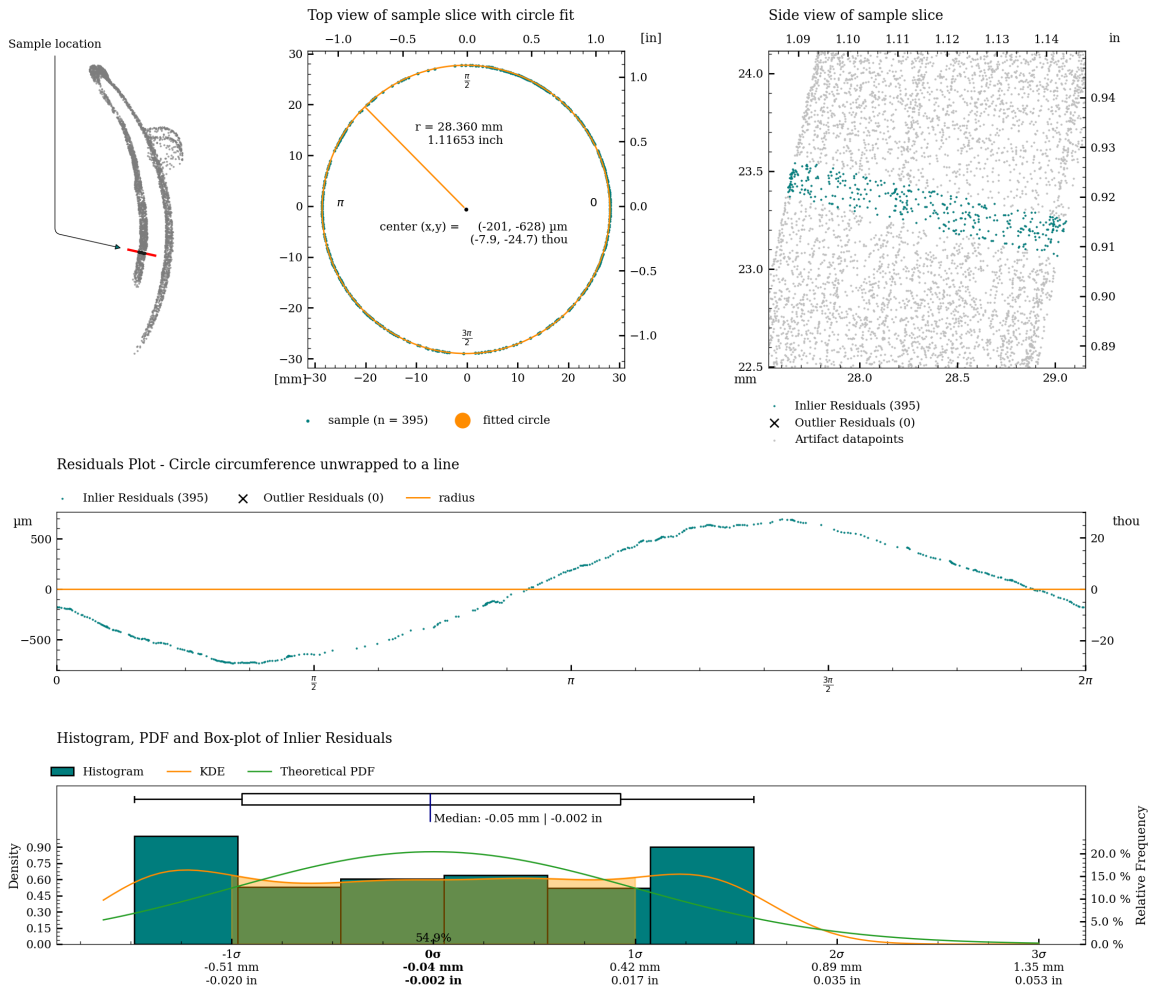 Sample location
Top view of sample slice with circle fit
−1.0 −0.5 0.0 0.5 1.0 [in]
30
20
10
0
−10
−20
−30
1.0
0.5
0.0
−0.5
−1.0
π/2
r = 28.360 mm
1.11653 inch
π
0
center (x,y) = (-201, -628) µm
(-7.9, -24.7) thou
3π/2
[mm] −30 −20 −10 0 10 20 30
sample (n = 395) fitted circle
Side view of sample slice
1.09 1.10 1.11 1.12 1.13 1.14 in
24.0
23.5
23.0
22.5
0.94
0.93
0.92
0.91
0.90
0.89
mm 28.0 28.5 29.0
Inlier Residuals (395)
Outlier Residuals (0)
Artifact datapoints
Residuals Plot - Circle circumference unwrapped to a line
Inlier Residuals (395) Outlier Residuals (0) radius
µm thou
500 20
0 0
−500 −20
0 π/2 π 3π/2 2π
Histogram, PDF and Box-plot of Inlier Residuals
Histogram KDE Theoretical PDF
Median: -0.05 mm | -0.002 in
Density
0.90
0.75
0.60
0.45
0.30
0.15
0.00
Relative Frequency
20.0 %
15.0 %
10.0 %
5.0 %
0.0 %
54.9%
-1σ 0σ 1σ 2σ 3σ
-0.51 mm -0.04 mm 0.42 mm 0.89 mm 1.35 mm
-0.020 in -0.002 in 0.017 in 0.035 in 0.053 in